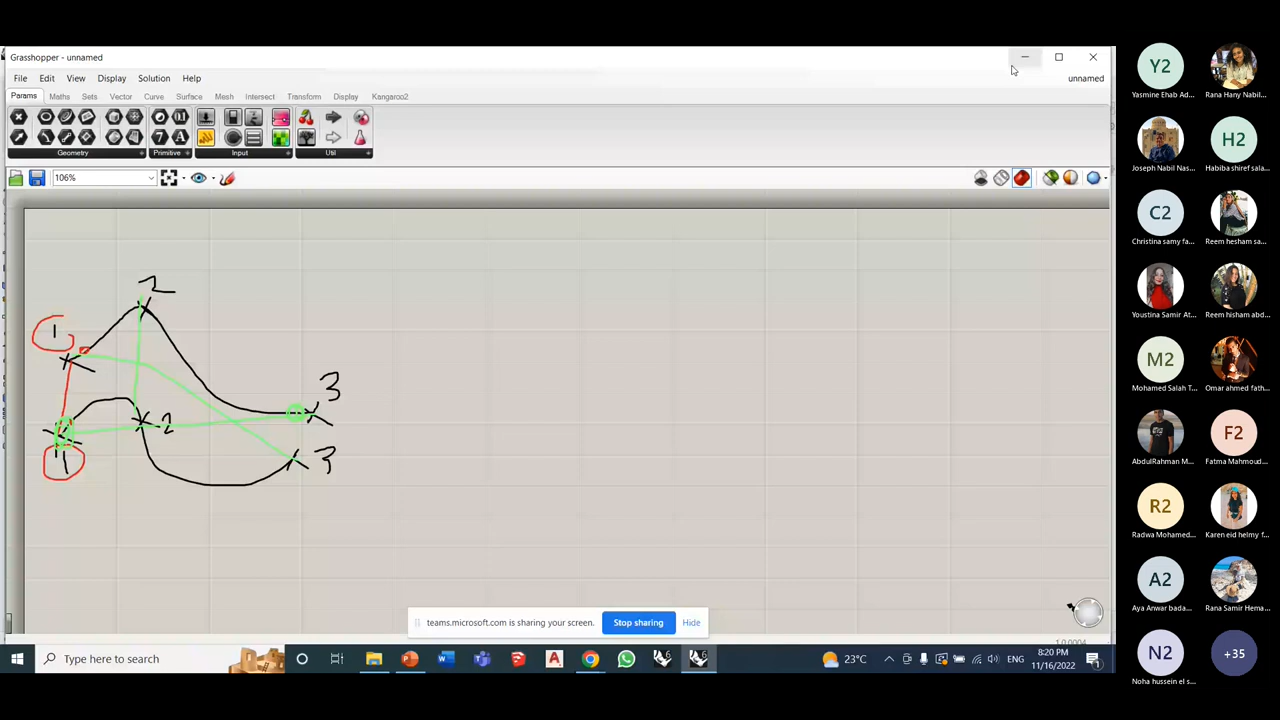 Grasshopper - unnamed
File Edit View Display Solution Help
unnamed
Params Maths Sets Vector Curve Surface Mesh Intersect Transform Display Kangaroo2
Geometry Primitive Input Util
106%
2
1
3
2
3
1
teams.microsoft.com is sharing your screen. Stop sharing Hide
1.0.0004
Type here to search
23°C ENG 8:20 PM
11/16/2022
Y2
Yasmine Ehab Ad... Rana Hany Nabil...
H2
Joseph Nabil Nas... Habiba shiref sala...
C2
Christina samy fa... Reem hesham sa...
Youstina Samir At... Reem hisham abd...
M2
Mohamed Salah T... Omar ahmed fath...
F2
AbdulRahman M... Fatma Mahmoud...
R2
Radwa Mohamed... Karen eid helmy f...
A2
Aya Anwar bada... Rana Samir Hema...
N2 +35
Noha hussein el s...